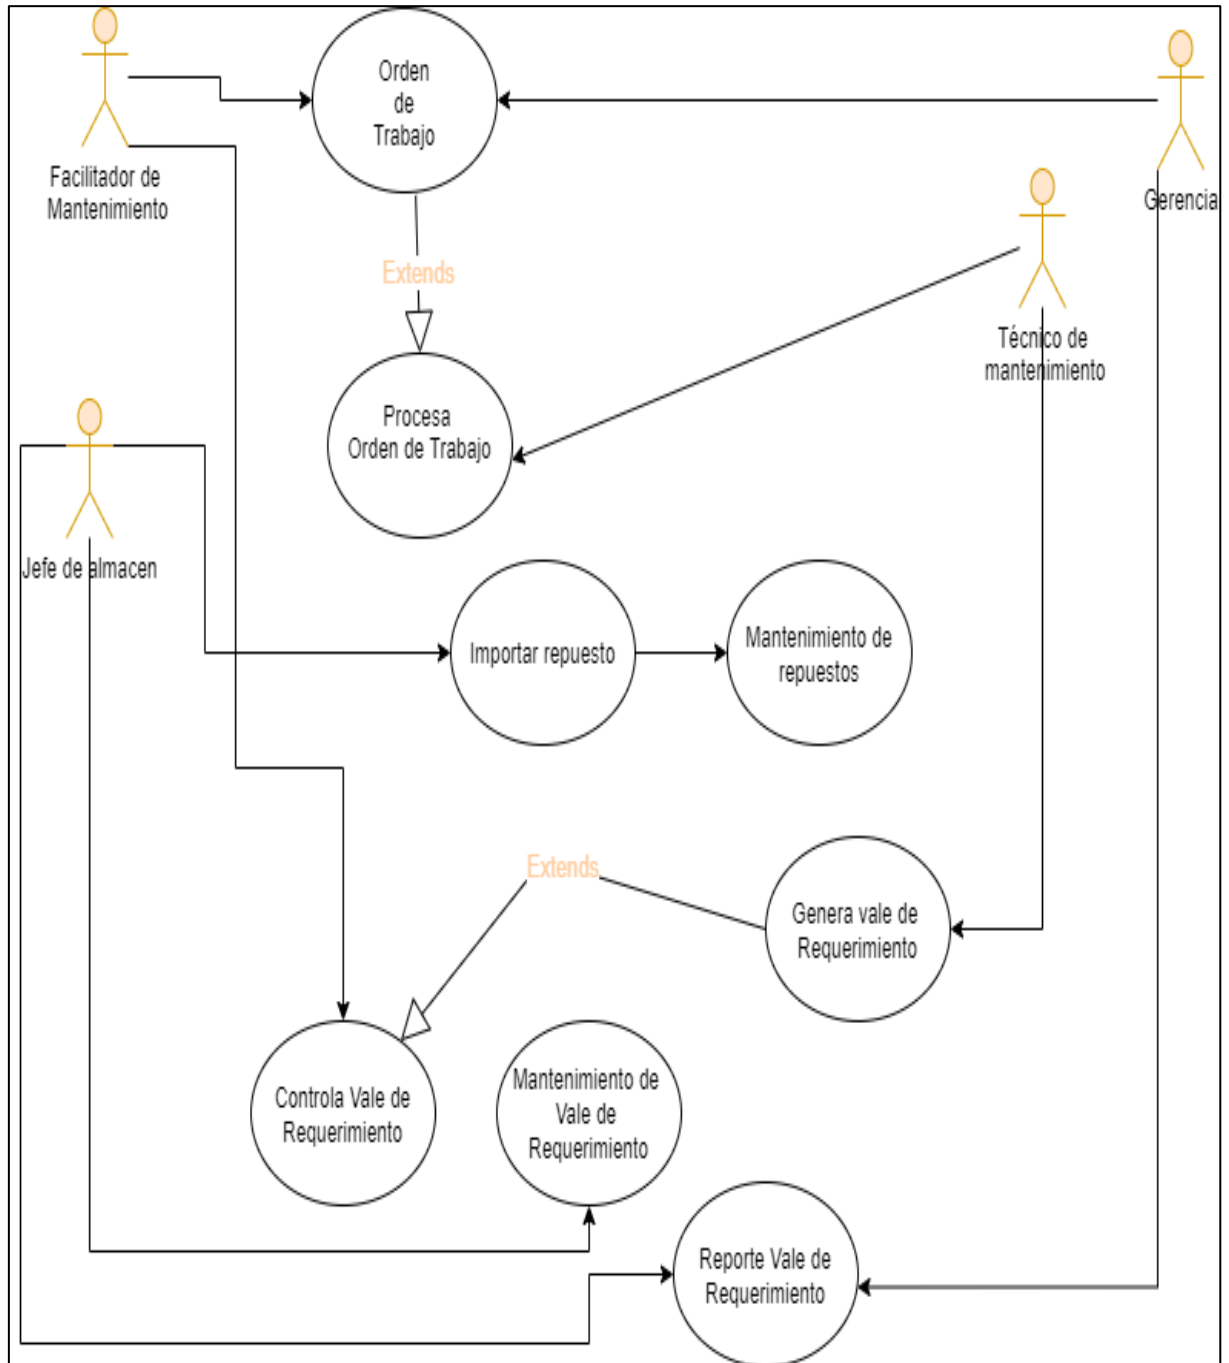 Orden
de
Trabajo
Facilitador de
Mantenimiento
Gerencia
Extends
Técnico de
mantenimiento
Procesa
Orden de Trabajo
Jefe de almacen
Importar repuesto
Mantenimiento de
repuestos
Extends
Genera vale de
Requerimiento
Controla Vale de
Requerimiento
Mantenimiento de
Vale de
Requerimiento
Reporte Vale de
Requerimiento